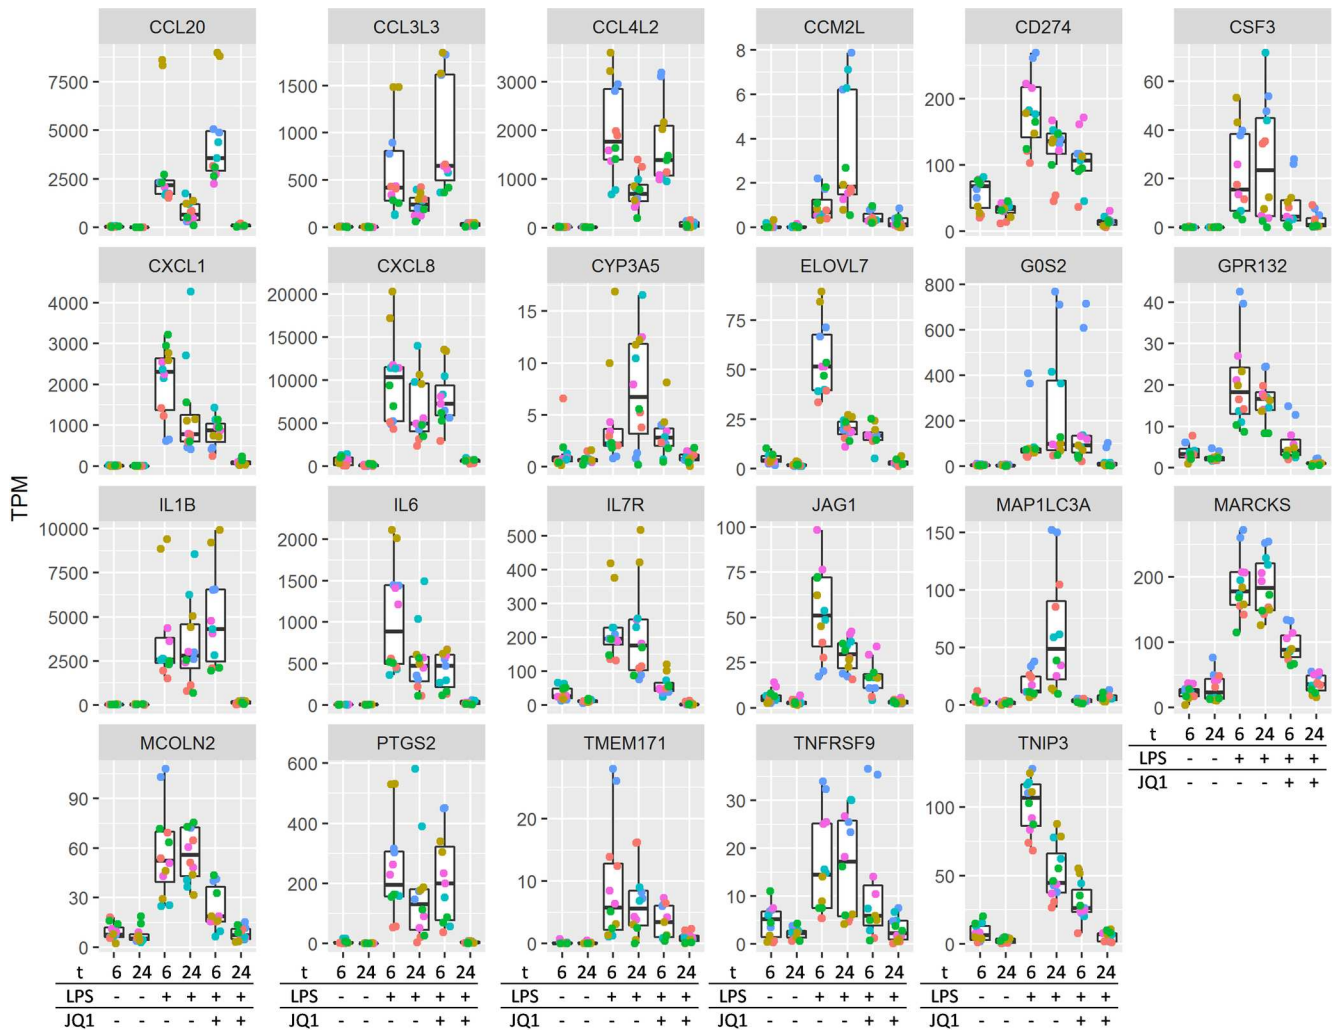 CCL20 CCL3L3 CCL4L2 CCM2L CD274 CSF3
7500 5000 2500 0
1500 1000 500 0
3000 2000 1000 0
8 6 4 2 0
200 100 0
60 40 20 0
CXCL1 CXCL8 CYP3A5 ELOVL7 G0S2 GPR132
4000 3000 2000 1000 0
20000 15000 10000 5000 0
15 10 5 0
75 50 25 0
800 600 400 200 0
40 30 20 10 0
TPM
IL1B IL6 IL7R JAG1 MAP1LC3A MARCKS
10000 7500 5000 2500 0
2000 1500 1000 500 0
500 400 300 200 100 0
100 75 50 25 0
150 100 50 0
200 100 0
MCOLN2 PTGS2 TMEM171 TNFRSF9 TNIP3
90 60 30 0
600 400 200 0
20 10 0
30 20 10 0
100 50 0
t 6 24 6 24 6 24
LPS - - + + + +
JQ1 - - - - + +
t 6 24 6 24 6 24 t 6 24 6 24 6 24 t 6 24 6 24 6 24 t 6 24 6 24 6 24 t 6 24 6 24 6 24
LPS - - + + + + LPS - - + + + + LPS - - + + + + LPS - - + + + + LPS - - + + + +
JQ1 - - - - + + JQ1 - - - - + + JQ1 - - - - + + JQ1 - - - - + + JQ1 - - - - + +